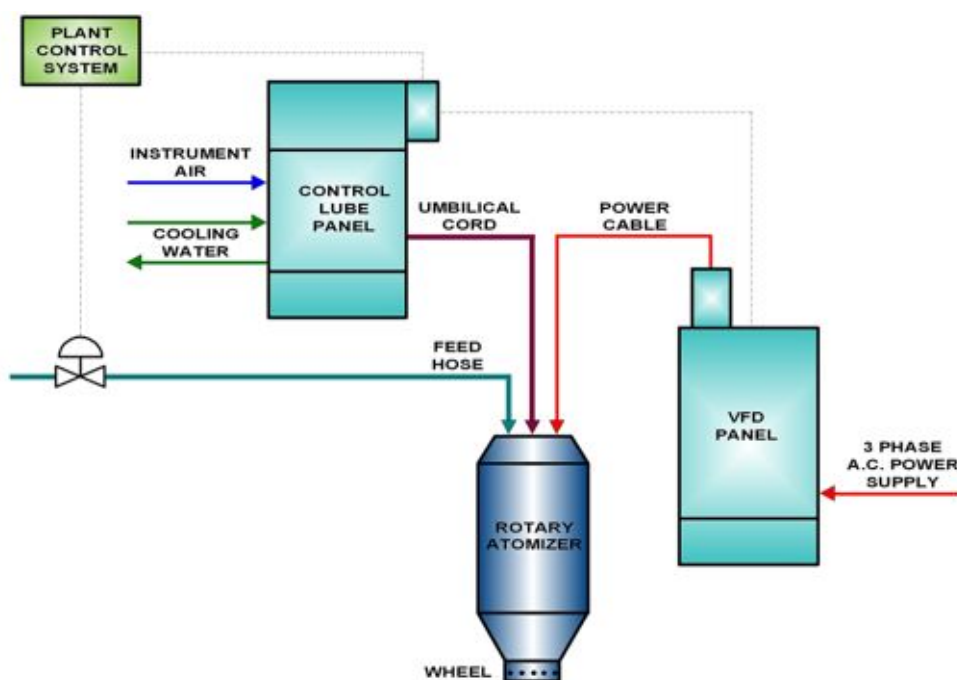 PLANT
CONTROL
SYSTEM
INSTRUMENT
AIR
COOLING
WATER
CONTROL
LUBE
PANEL
UMBILICAL
CORD
POWER
CABLE
FEED
HOSE
VFD
PANEL
3 PHASE
A.C. POWER
SUPPLY
ROTARY
ATOMIZER
WHEEL